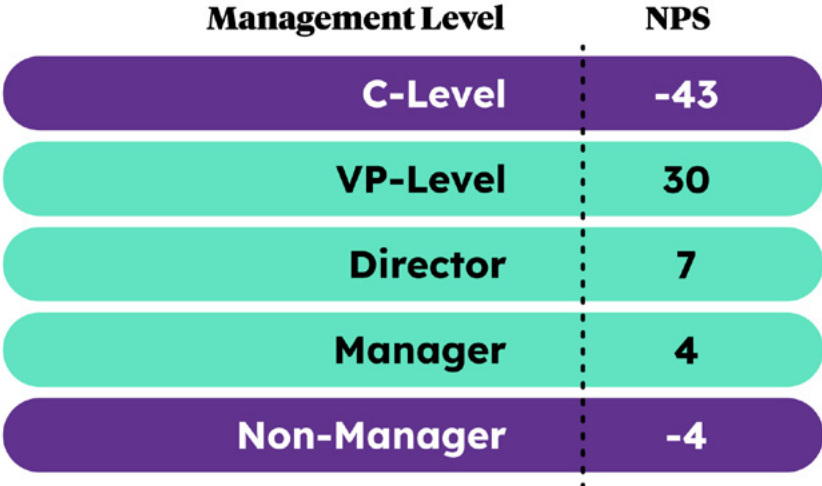 Management Level NPS
C-Level -43
VP-Level 30
Director 7
Manager 4
Non-Manager -4